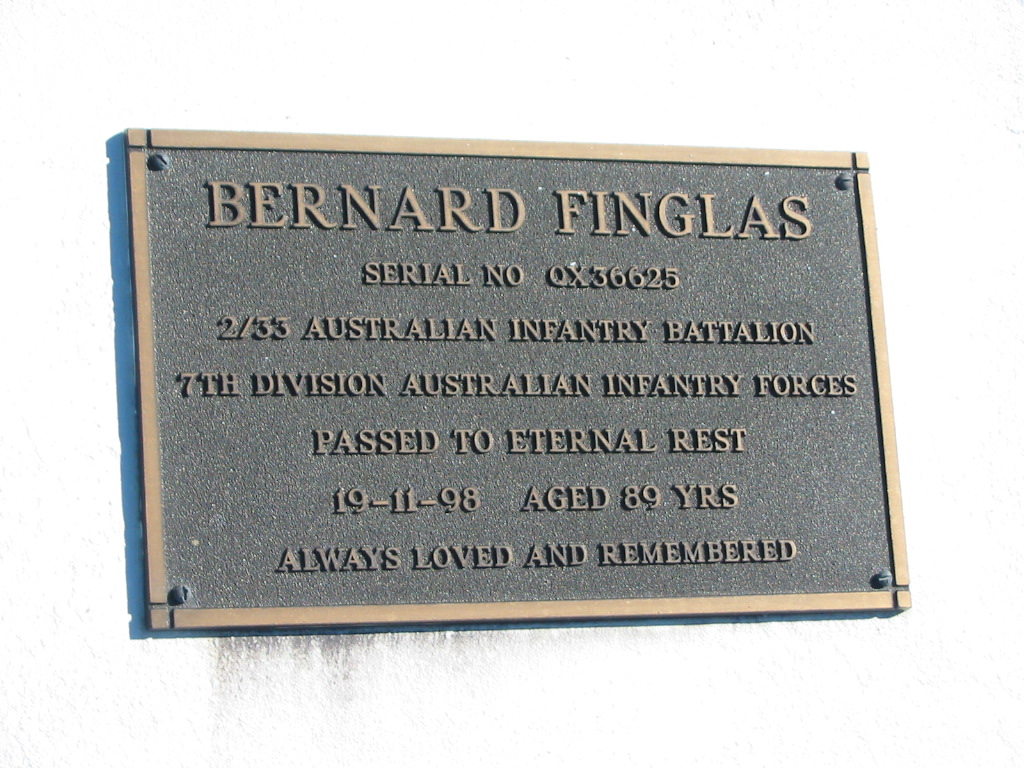 BERNARD FINGLAS
SERIAL NO QX36625
2/33 AUSTRALIAN INFANTRY BATTALION
7TH DIVISION AUSTRALIAN INFANTRY FORCES
PASSED TO ETERNAL REST
19-11-98 AGED 89 YRS
ALWAYS LOVED AND REMEMBERED